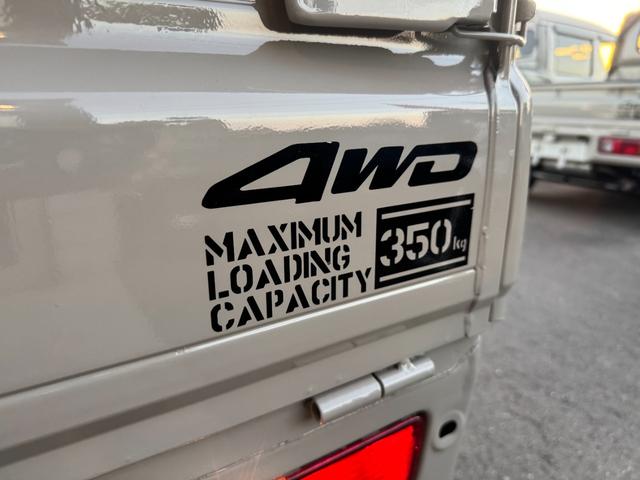 4WD
MAXIMUM
LOADING
CAPACITY
350kg